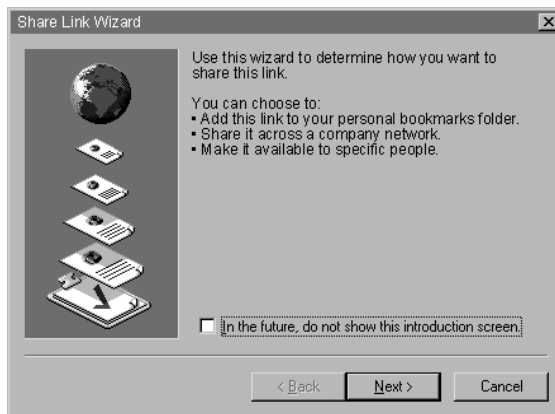 Share Link Wizard
Use this wizard to determine how you want to
share this link.
You can choose to:
▪ Add this link to your personal bookmarks folder.
▪ Share it across a company network.
▪ Make it available to specific people.
In the future, do not show this introduction screen.
< Back
Next >
Cancel